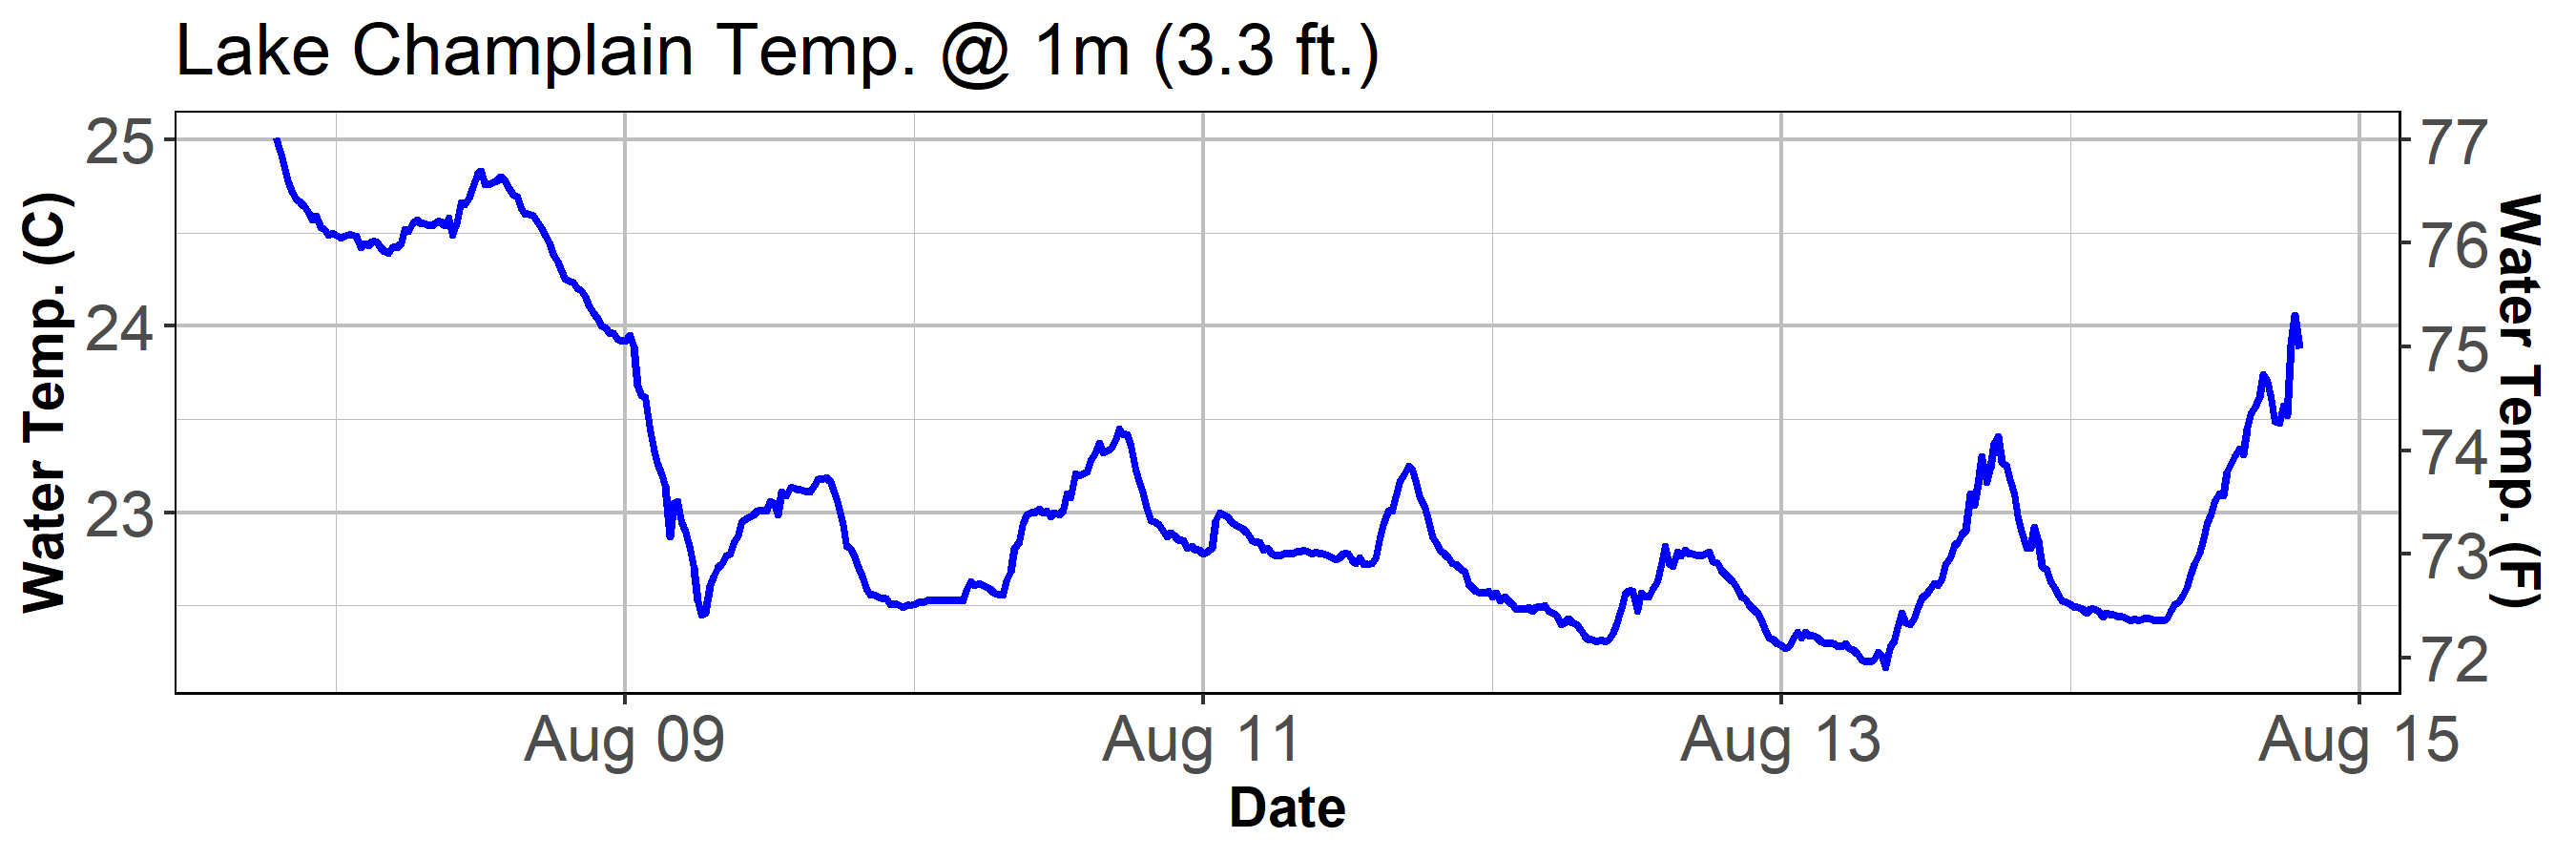 Lake Champlain Temp. @ 1m (3.3 ft.)
Water Temp. (C)
25
24
23
77
76
75
74
73
72
Water Temp. (F)
Aug 09
Aug 11
Aug 13
Aug 15
Date